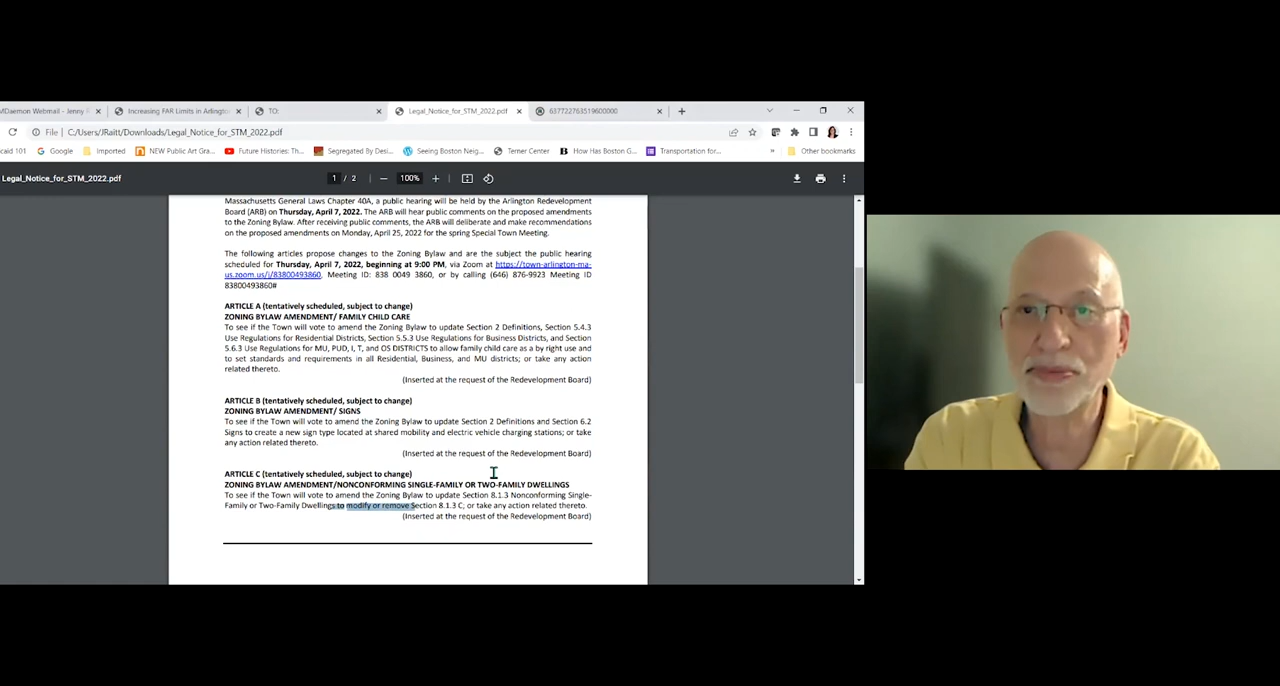 MDaemon Webmail - Jenny R
Increasing FAR Limits in Arlington
TO:
Legal_Notice_for_STM_2022.pdf
637722763519600000
File | C:/Users/JRaitt/Downloads/Legal_Notice_for_STM_2022.pdf
caid 101 Google Imported NEW Public Art Gra... Future Histories: Th... Segregated By Desi... Seeing Boston Neig... Terner Center How Has Boston G... Transportation for... » Other bookmarks
Legal_Notice_for_STM_2022.pdf 1 / 2 — 100% +
Massachusetts General Laws Chapter 40A, a public hearing will be held by the Arlington Redevelopment
Board (ARB) on Thursday, April 7, 2022. The ARB will hear public comments on the proposed amendments
to the Zoning Bylaw. After receiving public comments, the ARB will deliberate and make recommendations
on the proposed amendments on Monday, April 25, 2022 for the spring Special Town Meeting.
The following articles propose changes to the Zoning Bylaw and are the subject the public hearing
scheduled for Thursday, April 7, 2022, beginning at 9:00 PM, via Zoom at https://town-arlington-ma-
us.zoom.us/j/83800493860, Meeting ID: 838 0049 3860, or by calling (646) 876-9923 Meeting ID
83800493860#
ARTICLE A (tentatively scheduled, subject to change)
ZONING BYLAW AMENDMENT/ FAMILY CHILD CARE
To see if the Town will vote to amend the Zoning Bylaw to update Section 2 Definitions, Section 5.4.3
Use Regulations for Residential Districts, Section 5.5.3 Use Regulations for Business Districts, and Section
5.6.3 Use Regulations for MU, PUD, I, T, and OS DISTRICTS to allow family child care as a by right use and
to set standards and requirements in all Residential, Business, and MU districts; or take any action
related thereto.
(Inserted at the request of the Redevelopment Board)
ARTICLE B (tentatively scheduled, subject to change)
ZONING BYLAW AMENDMENT/ SIGNS
To see if the Town will vote to amend the Zoning Bylaw to update Section 2 Definitions and Section 6.2
Signs to create a new sign type located at shared mobility and electric vehicle charging stations; or take
any action related thereto.
(Inserted at the request of the Redevelopment Board)
ARTICLE C (tentatively scheduled, subject to change)
ZONING BYLAW AMENDMENT/NONCONFORMING SINGLE-FAMILY OR TWO-FAMILY DWELLINGS
To see if the Town will vote to amend the Zoning Bylaw to update Section 8.1.3 Nonconforming Single-
Family or Two-Family Dwellings to modify or remove Section 8.1.3 C, or take any action related thereto.
(Inserted at the request of the Redevelopment Board)